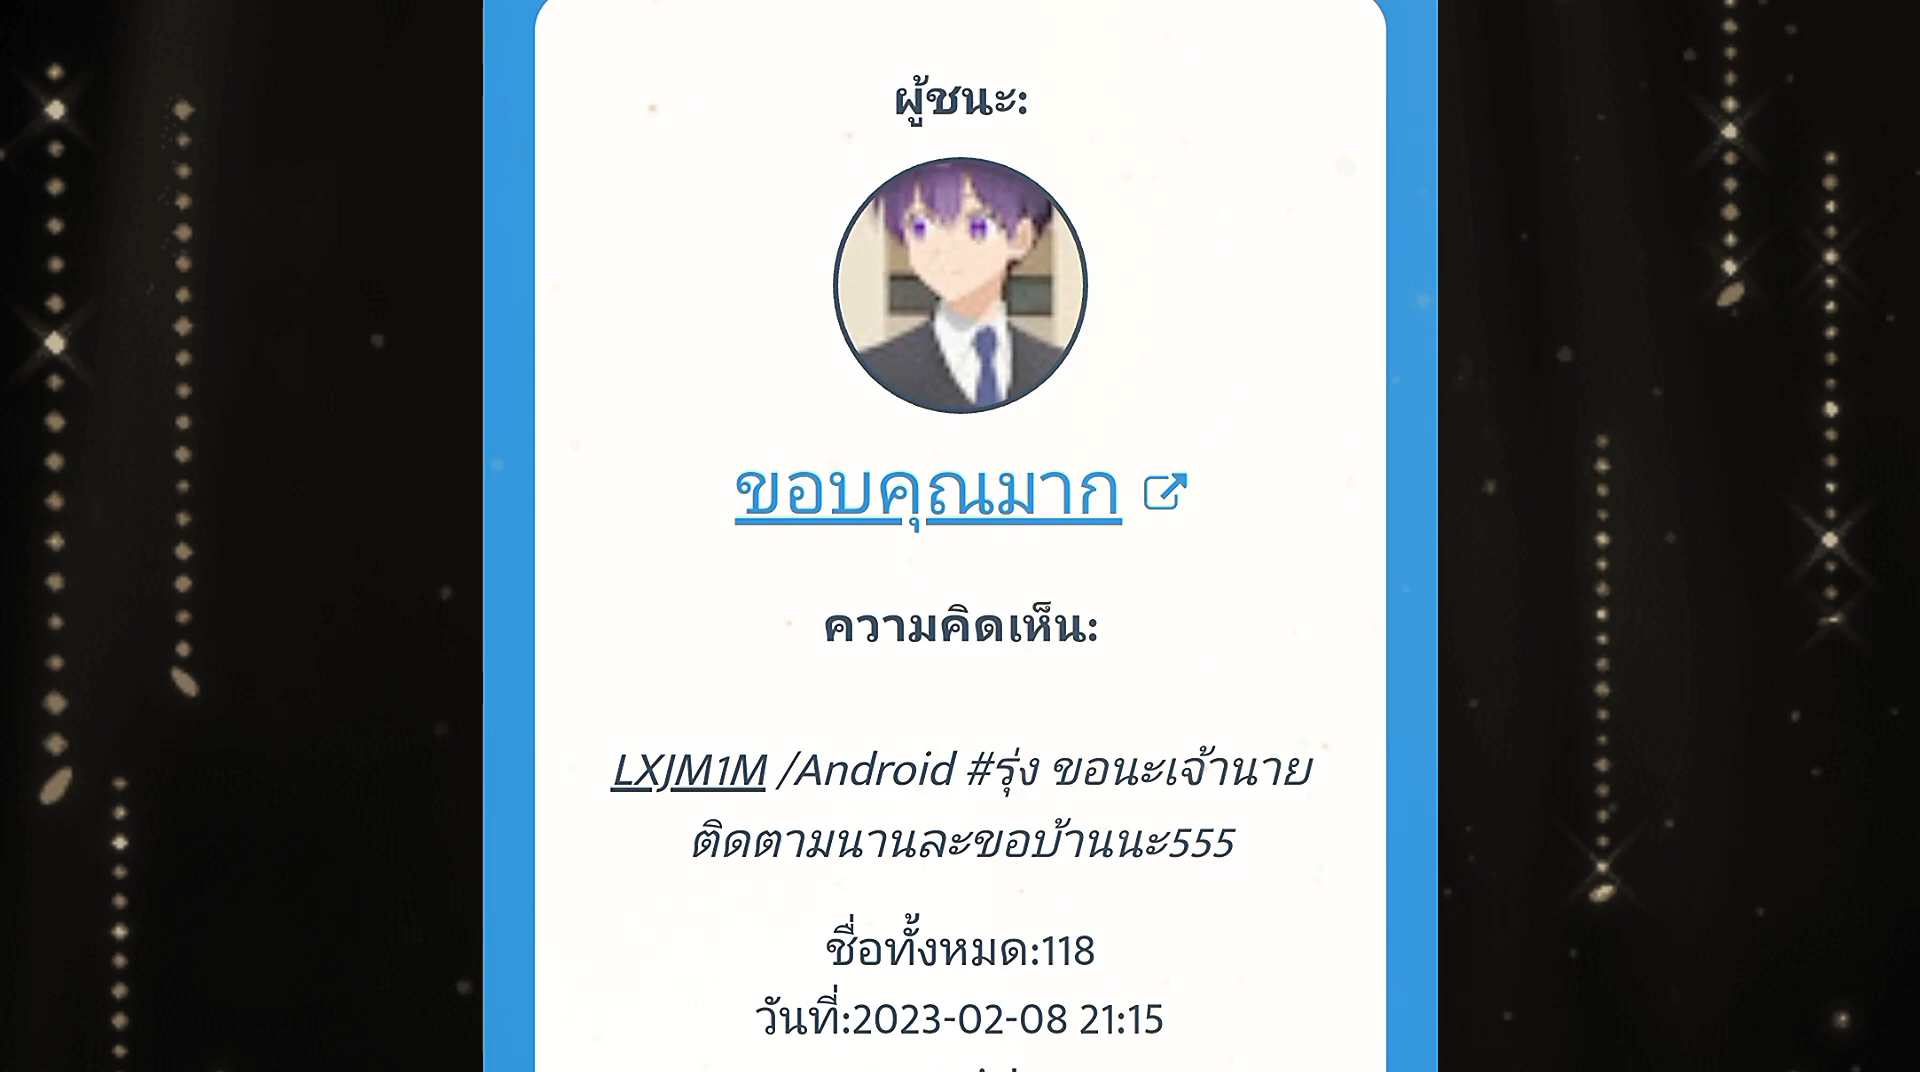 ผู้ชนะ:
ขอบคุณมาก
ความคิดเห็น:
LXJM1M /Android #รุ่ง ขอนะเจ้านาย
ติดตามนานละขอบ้านนะ555
ชื่อทั้งหมด:118
วันที่:2023-02-08 21:15